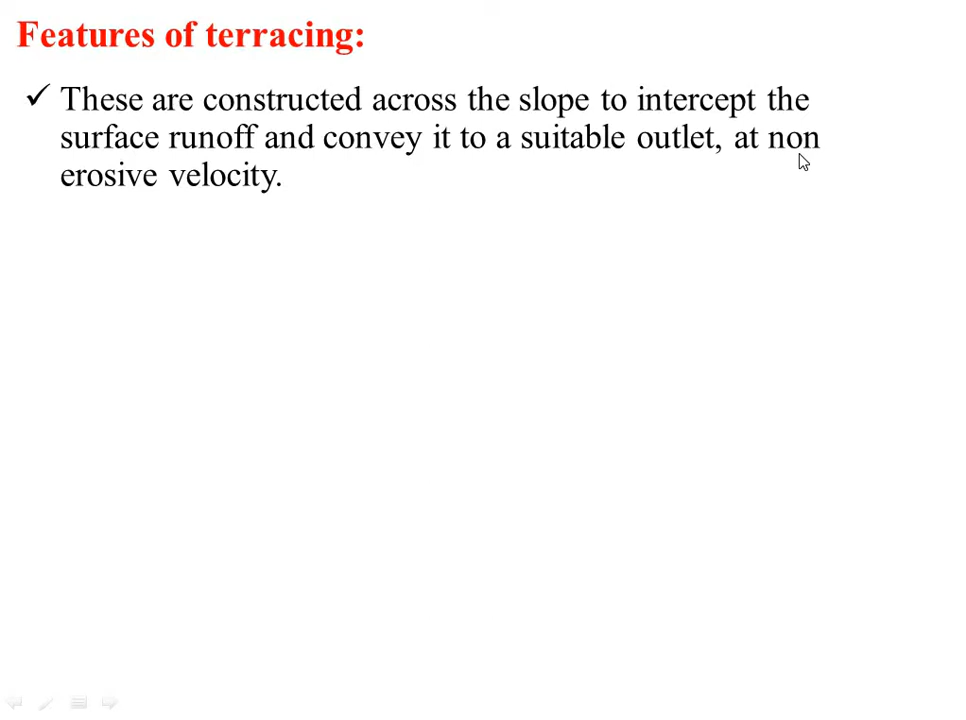 Features of terracing:
✓ These are constructed across the slope to intercept the
surface runoff and convey it to a suitable outlet, at non
erosive velocity.